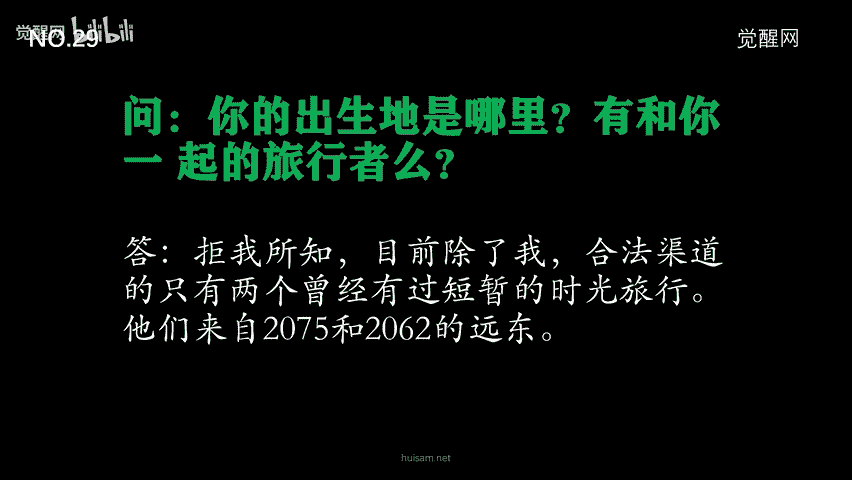 觉醒网 bilibili
NO.29
觉醒网
问：你的出生地是哪里？有和你
一 起的旅行者么？
答：拒我所知，目前除了我，合法渠道
的只有两个曾经有过短暂的时光旅行。
他们来自2075和2062的远东。
huisam.net